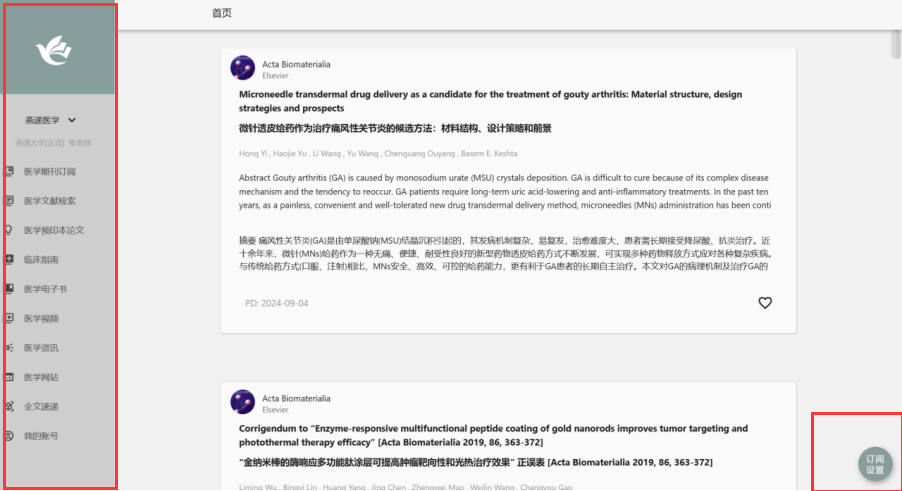 首页
燕递医学
燕递大学[正式] 张老师
医学期刊订阅
医学文献检索
医学预印本论文
临床指南
医学电子书
医学视频
医学资讯
医学网站
全文速递
我的账号
Acta Biomaterialia
Elsevier
Microneedle transdermal drug delivery as a candidate for the treatment of gouty arthritis: Material structure, design
strategies and prospects
微针透皮给药作为治疗痛风性关节炎的候选方法：材料结构、设计策略和前景
Hong Yi , Haojie Yu , Li Wang , Yu Wang , Chenguang Ouyang , Basem E. Keshta
Abstract Gouty arthritis (GA) is caused by monosodium urate (MSU) crystals deposition. GA is difficult to cure because of its complex disease
mechanism and the tendency to reoccur. GA patients require long-term uric acid-lowering and anti-inflammatory treatments. In the past ten
years, as a painless, convenient and well-tolerated new drug transdermal delivery method, microneedles (MNs) administration has been conti
摘要 痛风性关节炎(GA)是由单尿酸钠(MSU)结晶沉积引起的，其发病机制复杂，易复发，治愈难度大，患者需长期接受降尿酸、抗炎治疗。近
十余年来，微针(MNs)给药作为一种无痛、便捷、耐受性良好的新型药物透皮给药方式不断发展，可实现多种药物释放方式应对各种复杂疾病。
与传统给药方式(口服、注射)相比，MNs安全、高效、可控的给药能力，更有利于GA患者的长期自主治疗。本文对GA的病理机制及治疗GA的
PD: 2024-09-04
Acta Biomaterialia
Elsevier
Corrigendum to “Enzyme-responsive multifunctional peptide coating of gold nanorods improves tumor targeting and
photothermal therapy efficacy” [Acta Biomaterialia 2019, 86, 363-372]
“金纳米棒的酶响应多功能肽涂层可提高肿瘤靶向性和光热治疗效果” 正误表 [Acta Biomaterialia 2019, 86, 363-372]
Liming Wu , Bingyi Lin , Huang Yang , Jing Chen , Zhengwei Mao , Weilin Wang , Changyou Gao
订阅
设置